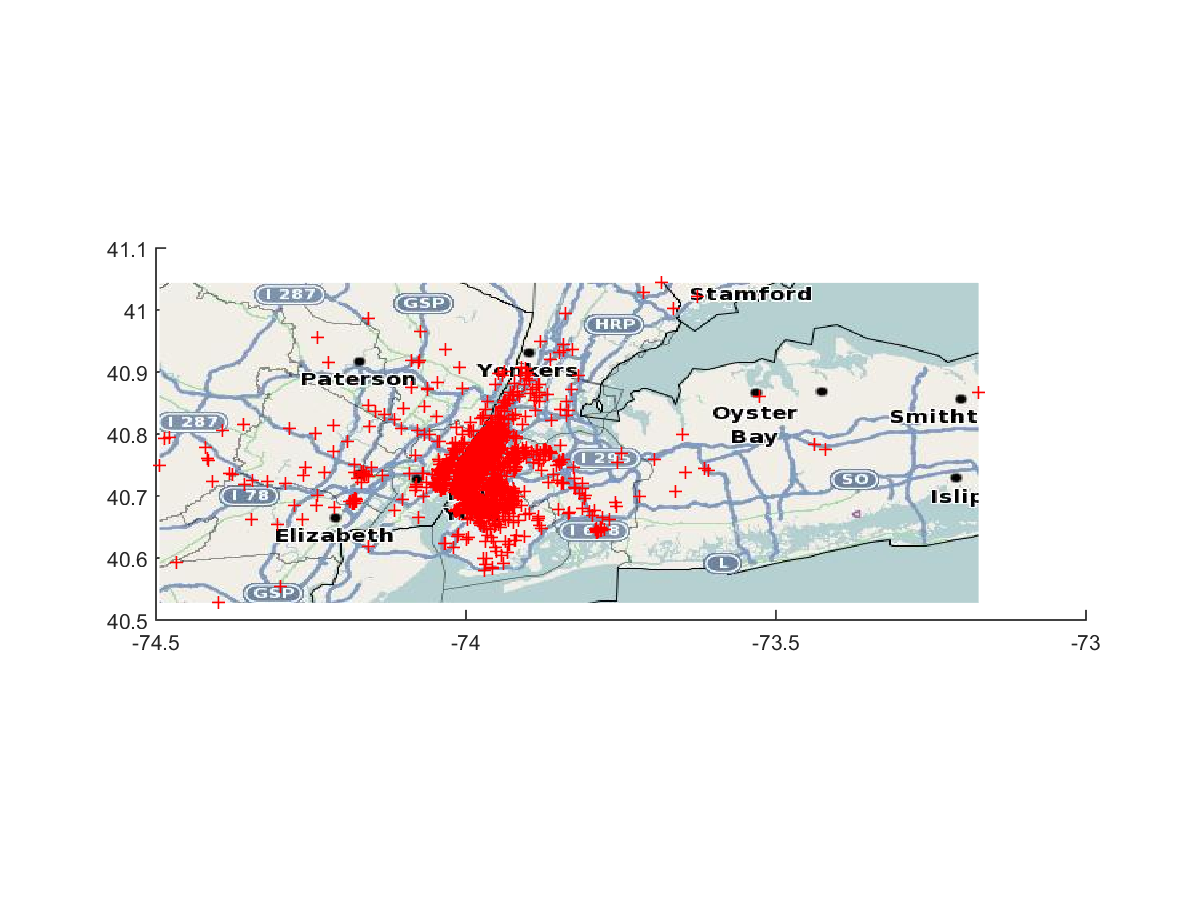 41.1
41
40.9
40.8
40.7
40.6
40.5
-74.5
-74
-73.5
-73
I 287
GSP
Stamford
HRP
Yonkers
Paterson
Oyster
Bay
Smitht
I 287
I 295
SO
I 78
Islip
Elizabeth
L
GSP